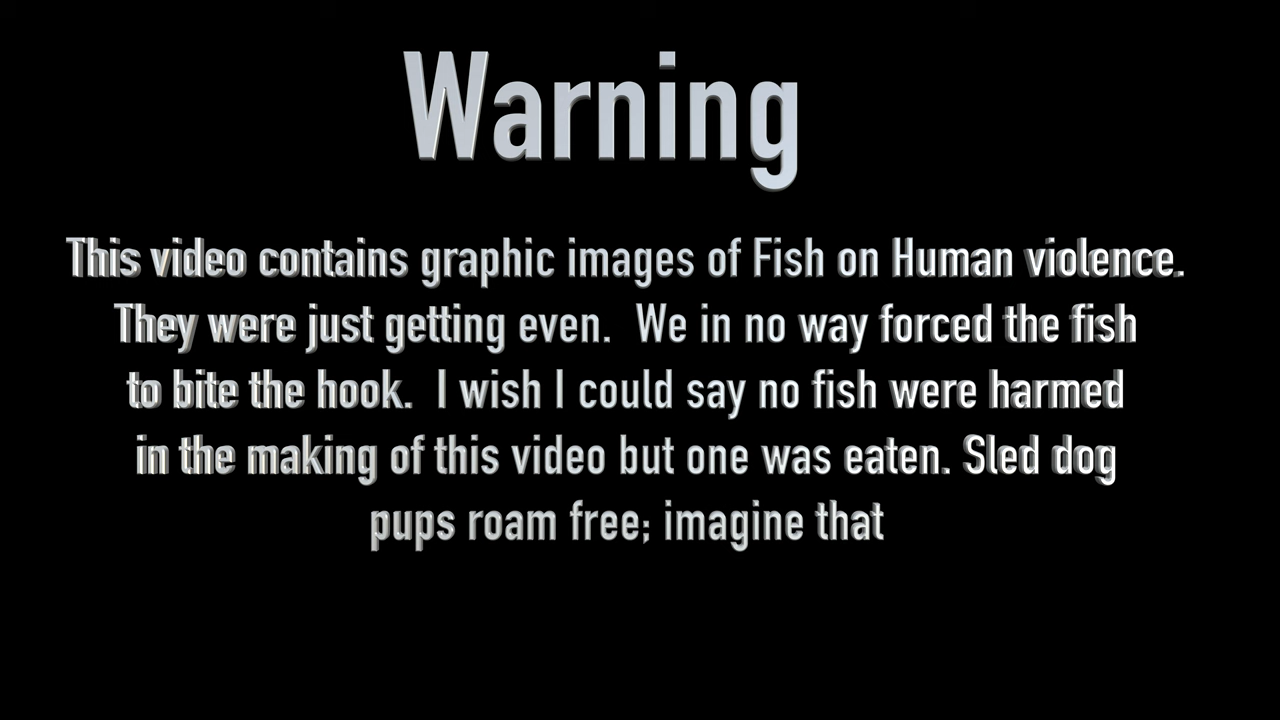 Warning
This video contains graphic images of Fish on Human violence.
They were just getting even.  We in no way forced the fish
to bite the hook.  I wish I could say no fish were harmed
in the making of this video but one was eaten. Sled dog
pups roam free; imagine that